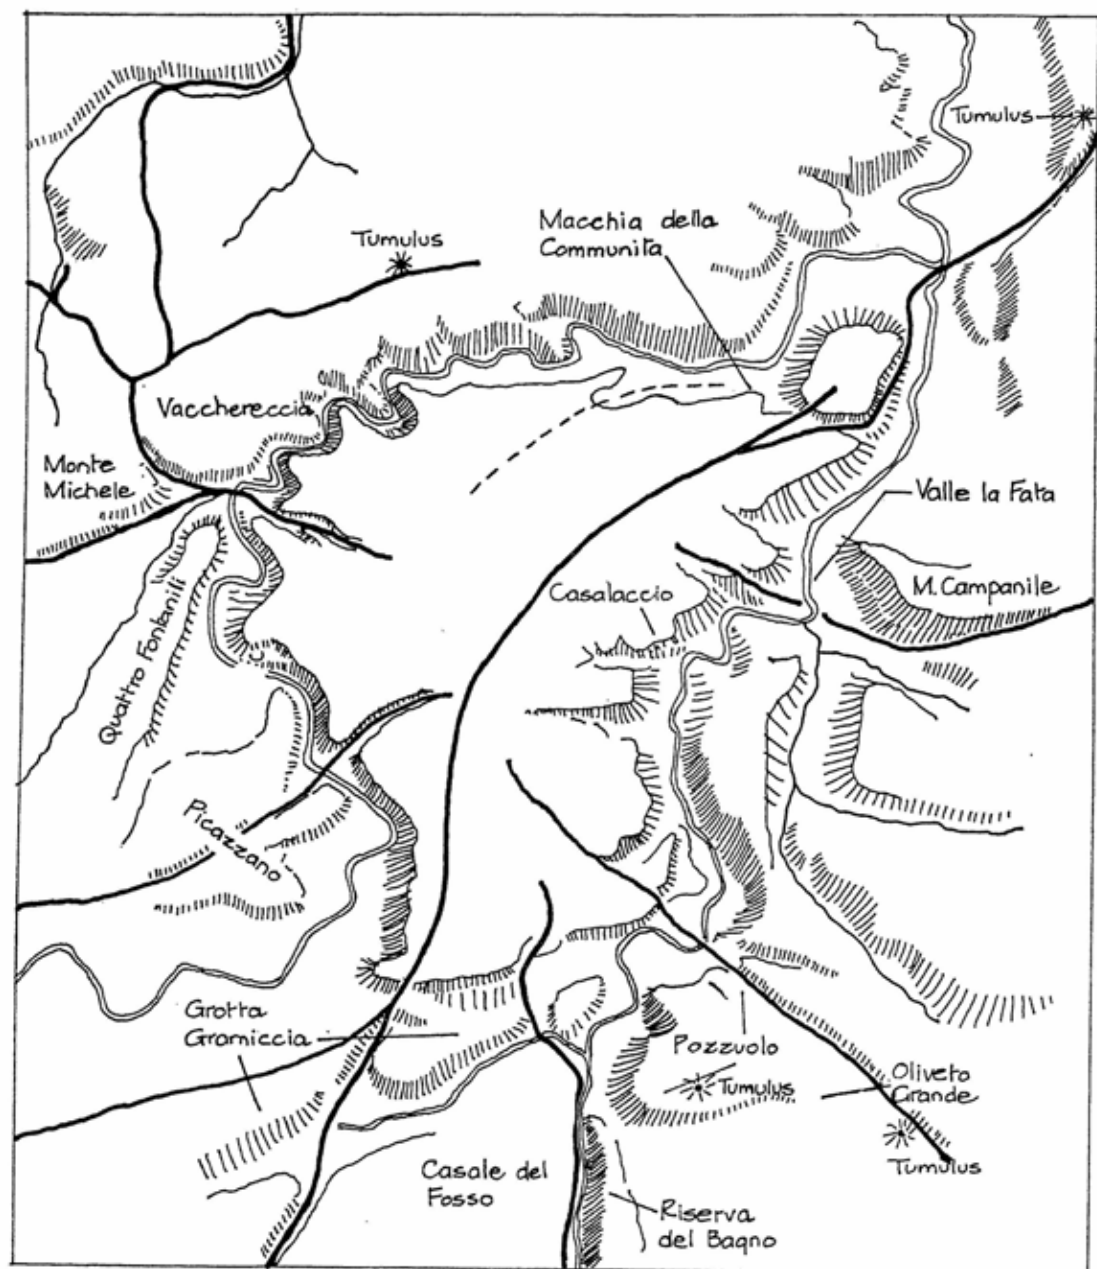 Tumulus
Tumulus
Macchia della
Communita
Vacchereccia
Monte
Michele
Valle la Fata
Casalaccio
M. Campanile
Quattro Fontanili
Picazzano
Grotta
Gramiccia
Pozzuolo
Tumulus
Oliveto
Grande
Tumulus
Casale del
Fosso
Riserva
del Bagno